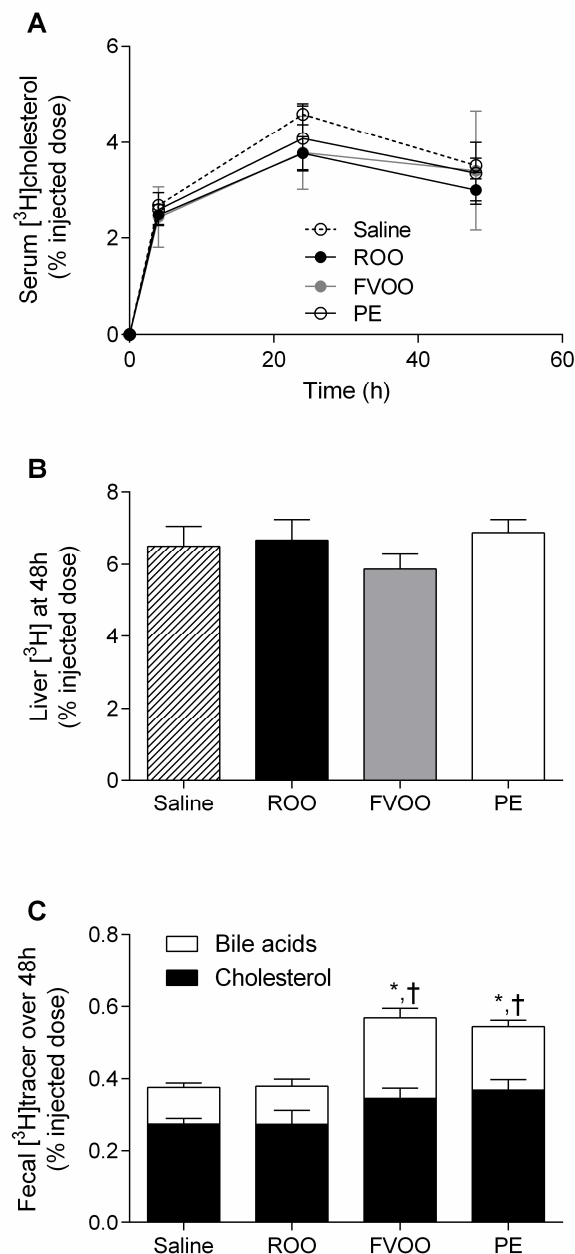 A
Serum [³H]cholesterol
(% injected dose)
6
4
2
0
0 20 40 60
Time (h)
Saline
ROO
FVOO
PE
B
Liver [³H] at 48h
(% injected dose)
8
6
4
2
0
Saline ROO FVOO PE
C
Fecal [³H]tracer over 48h
(% injected dose)
0.8
0.6
0.4
0.2
0.0
Bile acids
Cholesterol
*,† *,†
Saline ROO FVOO PE